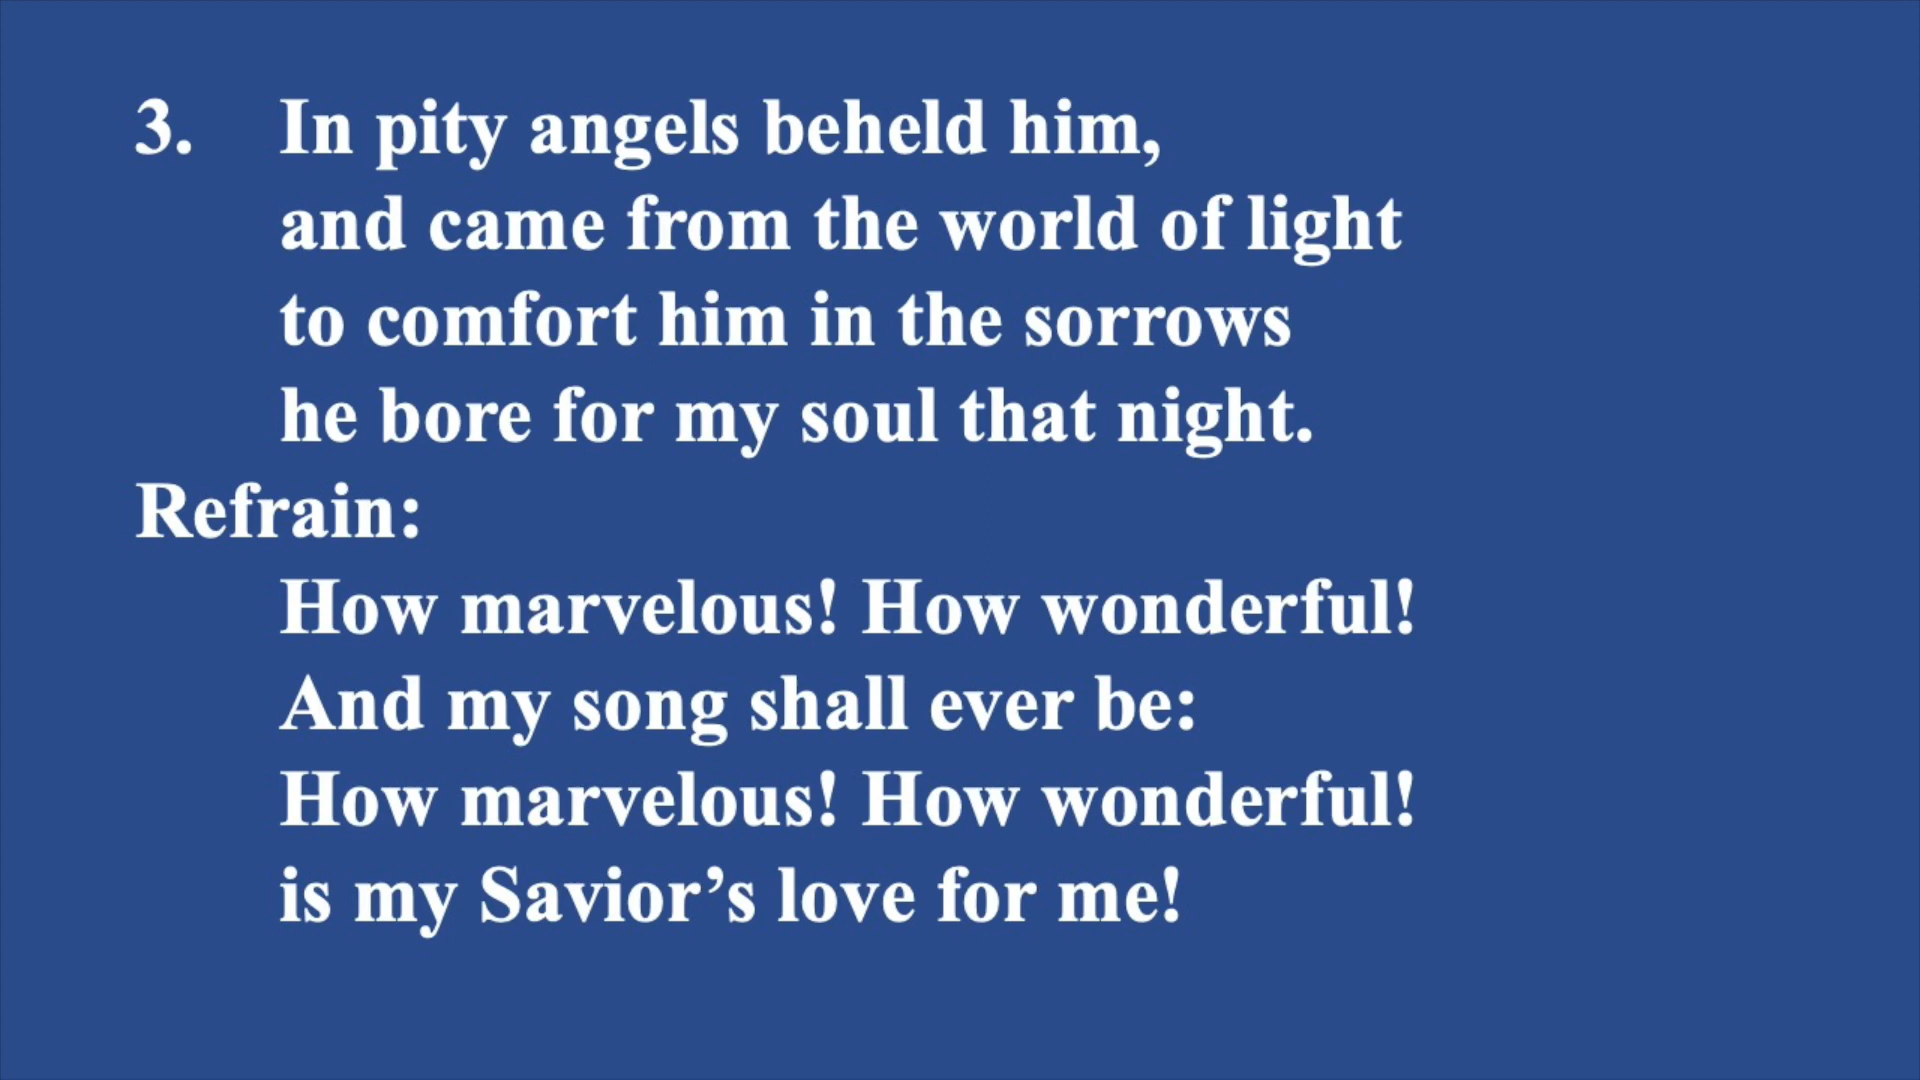 3. In pity angels beheld him,
and came from the world of light
to comfort him in the sorrows
he bore for my soul that night.
Refrain:
How marvelous! How wonderful!
And my song shall ever be:
How marvelous! How wonderful!
is my Savior’s love for me!